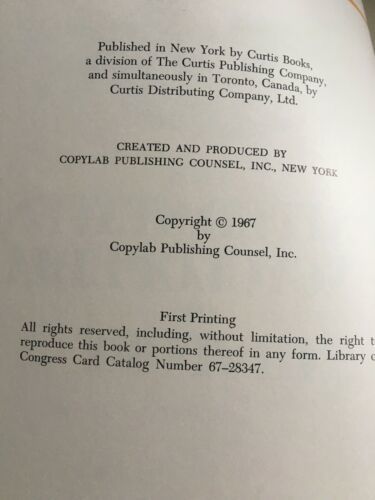 Published in New York by Curtis Books,
a division of The Curtis Publishing Company,
and simultaneously in Toronto, Canada, by
Curtis Distributing Company, Ltd.
CREATED AND PRODUCED BY
COPYLAB PUBLISHING COUNSEL, INC., NEW YORK
Copyright © 1967
by
Copylab Publishing Counsel, Inc.
First Printing
All rights reserved, including, without limitation, the right t
reproduce this book or portions thereof in any form. Library o
Congress Card Catalog Number 67–28347.